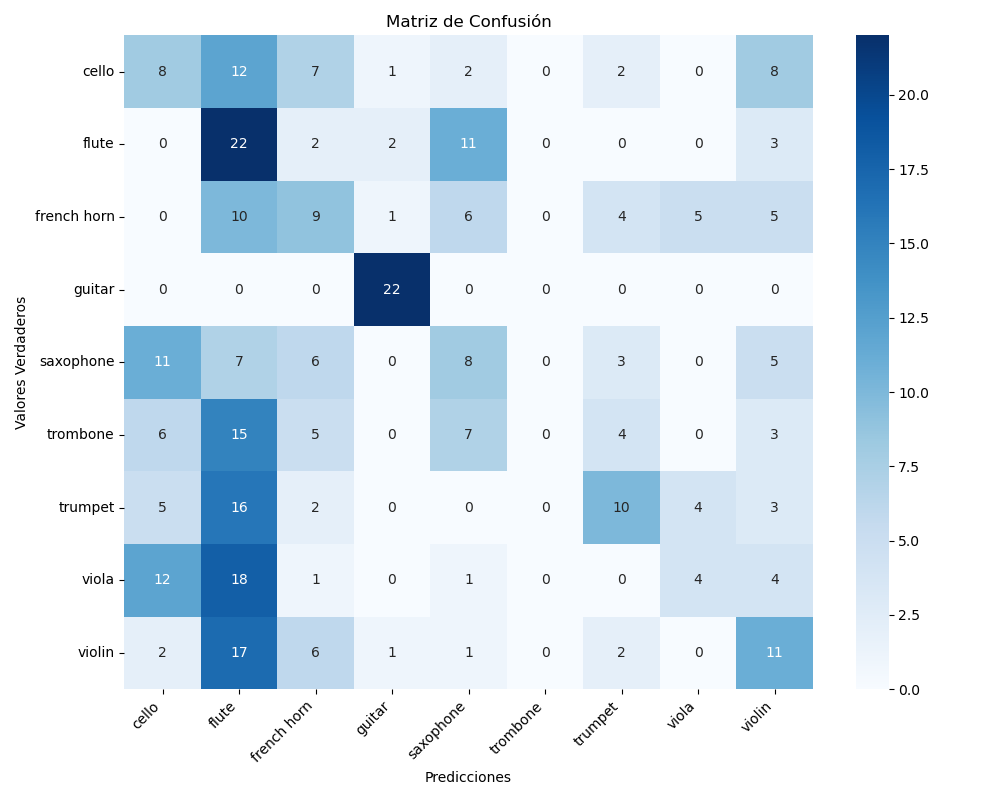 Matriz de Confusión
Valores Verdaderos
cello 8 12 7 1 2 0 2 0 8
flute 0 22 2 2 11 0 0 0 3
french horn 0 10 9 1 6 0 4 5 5
guitar 0 0 0 22 0 0 0 0 0
saxophone 11 7 6 0 8 0 3 0 5
trombone 6 15 5 0 7 0 4 0 3
trumpet 5 16 2 0 0 0 10 4 3
viola 12 18 1 0 1 0 0 4 4
violin 2 17 6 1 1 0 2 0 11
cello flute french horn guitar saxophone trombone trumpet viola violin
Predicciones
20.0
17.5
15.0
12.5
10.0
7.5
5.0
2.5
0.0